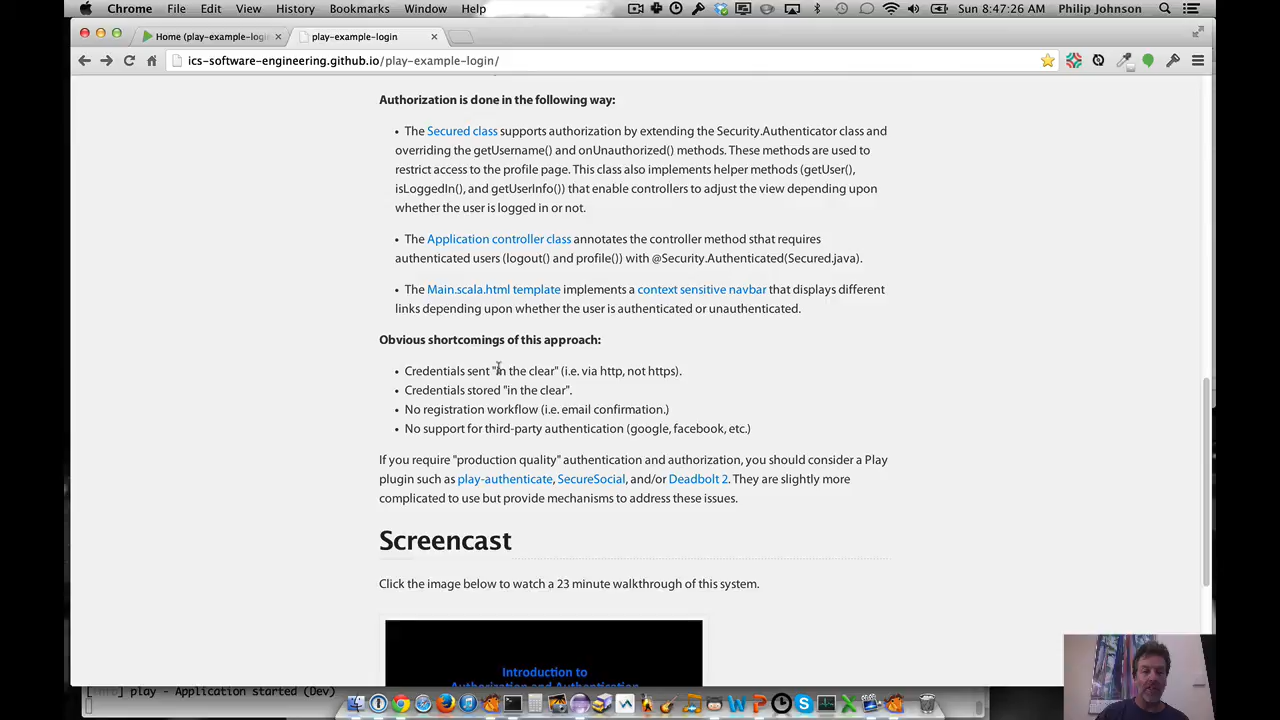 Chrome File Edit View History Bookmarks Window Help Sun 8:47:26 AM Philip Johnson
Home (play-example-login
play-example-login
ics-software-engineering.github.io/play-example-login/
Authorization is done in the following way:
• The Secured class supports authorization by extending the Security.Authenticator class and
overriding the getUsername() and onUnauthorized() methods. These methods are used to
restrict access to the profile page. This class also implements helper methods (getUser(),
isLoggedIn(), and getUserInfo()) that enable controllers to adjust the view depending upon
whether the user is logged in or not.
• The Application controller class annotates the controller method sthat requires
authenticated users (logout() and profile()) with @Security.Authenticated(Secured.java).
• The Main.scala.html template implements a context sensitive navbar that displays different
links depending upon whether the user is authenticated or unauthenticated.
Obvious shortcomings of this approach:
• Credentials sent "in the clear" (i.e. via http, not https).
• Credentials stored "in the clear".
• No registration workflow (i.e. email confirmation.)
• No support for third-party authentication (google, facebook, etc.)
If you require "production quality" authentication and authorization, you should consider a Play
plugin such as play-authenticate, SecureSocial, and/or Deadbolt 2. They are slightly more
complicated to use but provide mechanisms to address these issues.
Screencast
Click the image below to watch a 23 minute walkthrough of this system.
Introduction to
Authorization and Authentication
play - Application started (Dev)